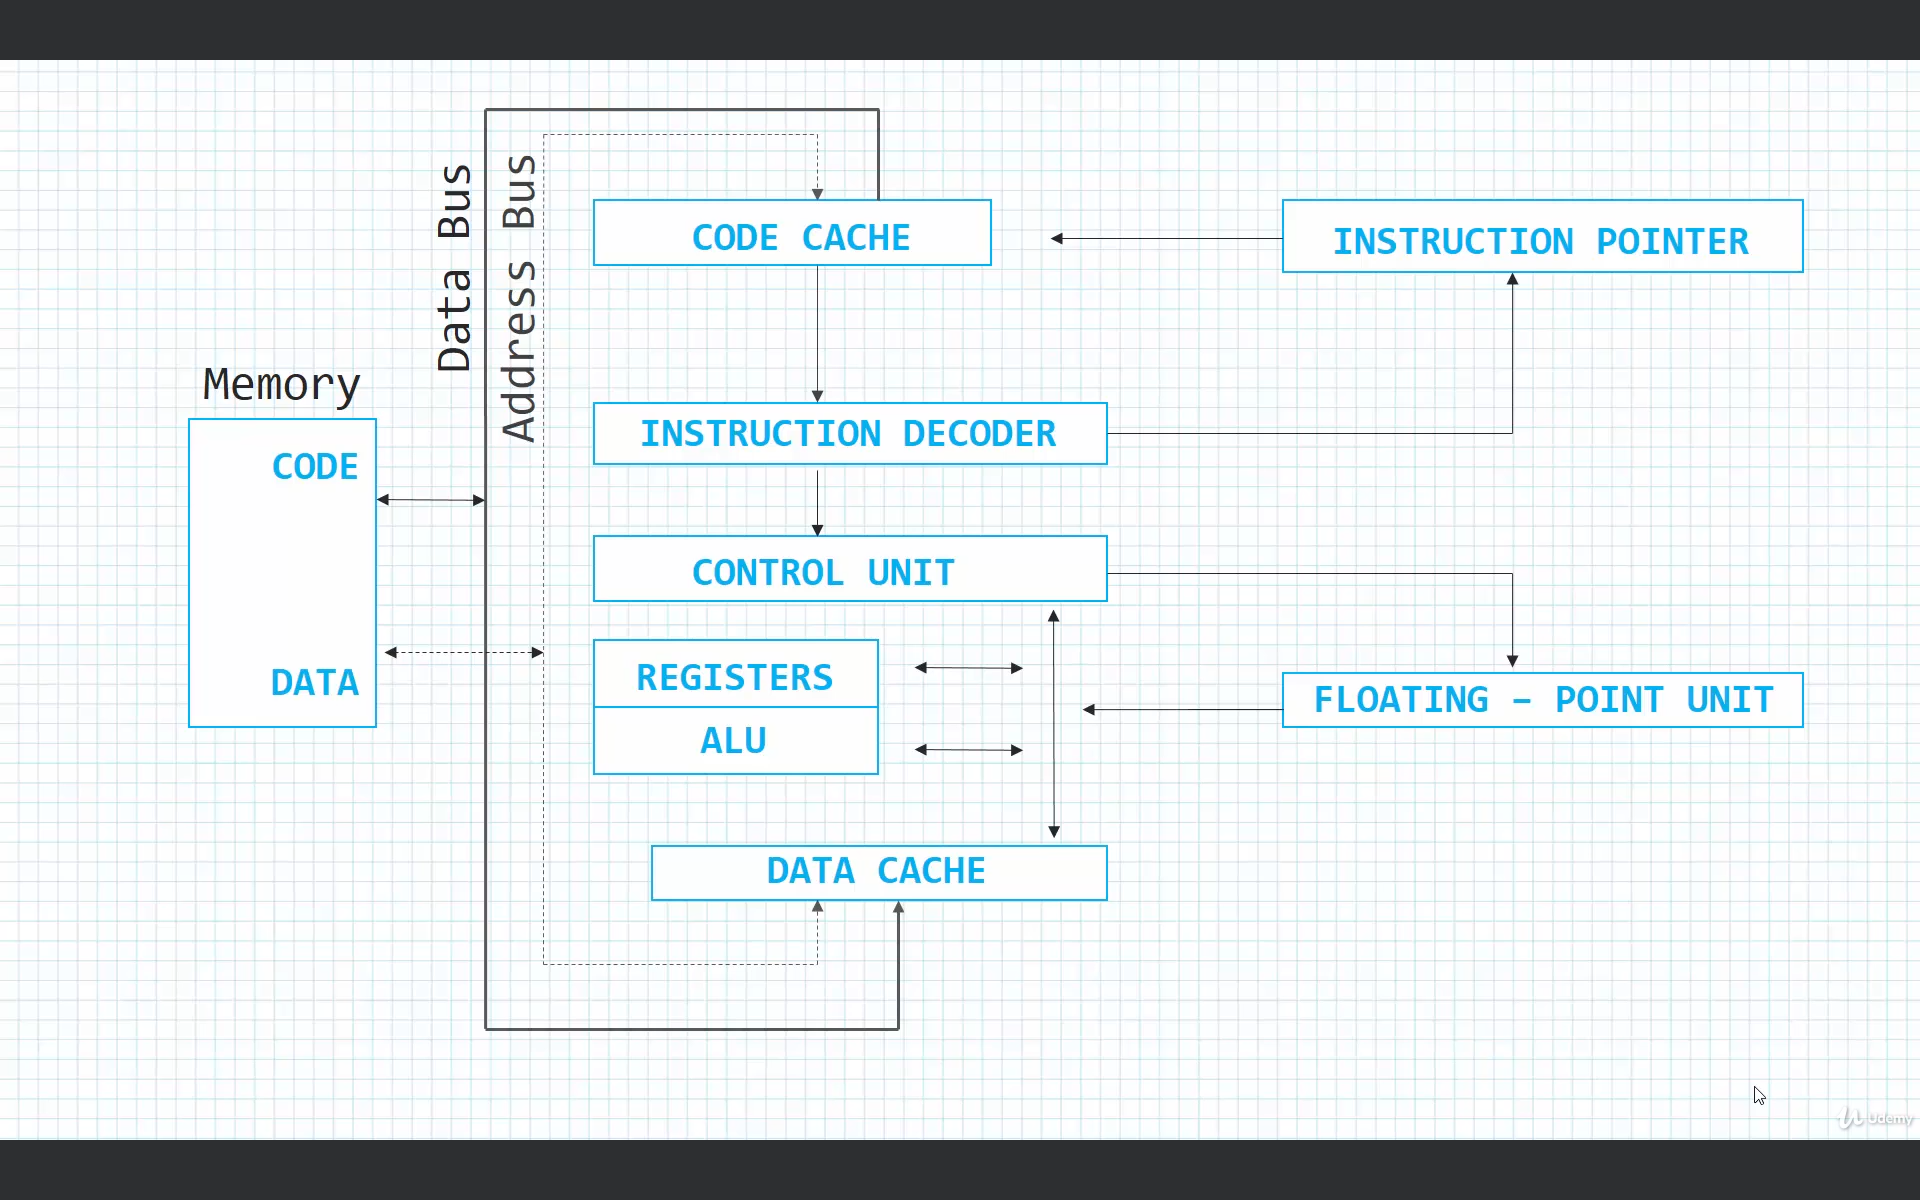 Data Bus
Address Bus
CODE CACHE
INSTRUCTION POINTER
Memory
CODE
DATA
INSTRUCTION DECODER
CONTROL UNIT
REGISTERS
ALU
FLOATING - POINT UNIT
DATA CACHE
Udemy